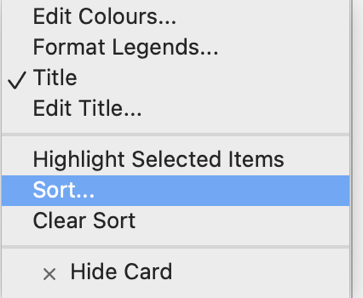 Edit Colours...
Format Legends...
Title
Edit Title...
Highlight Selected Items
Sort...
Clear Sort
Hide Card